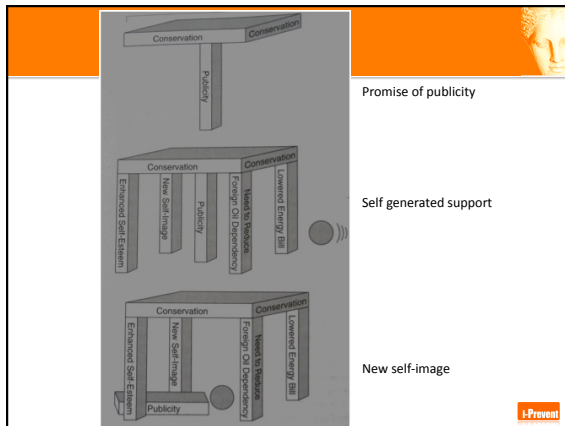 Conservation
Conservation
Publicity
Promise of publicity
Conservation
Conservation
Enhanced Self-Esteem
New Self-Image
Publicity
Need to Reduce
Foreign Oil Dependency
Lowered Energy Bill
Self generated support
Conservation
Conservation
Enhanced Self-Esteem
New Self-Image
Need to Reduce
Foreign Oil Dependency
Lowered Energy Bill
Publicity
New self-image
i-Prevent